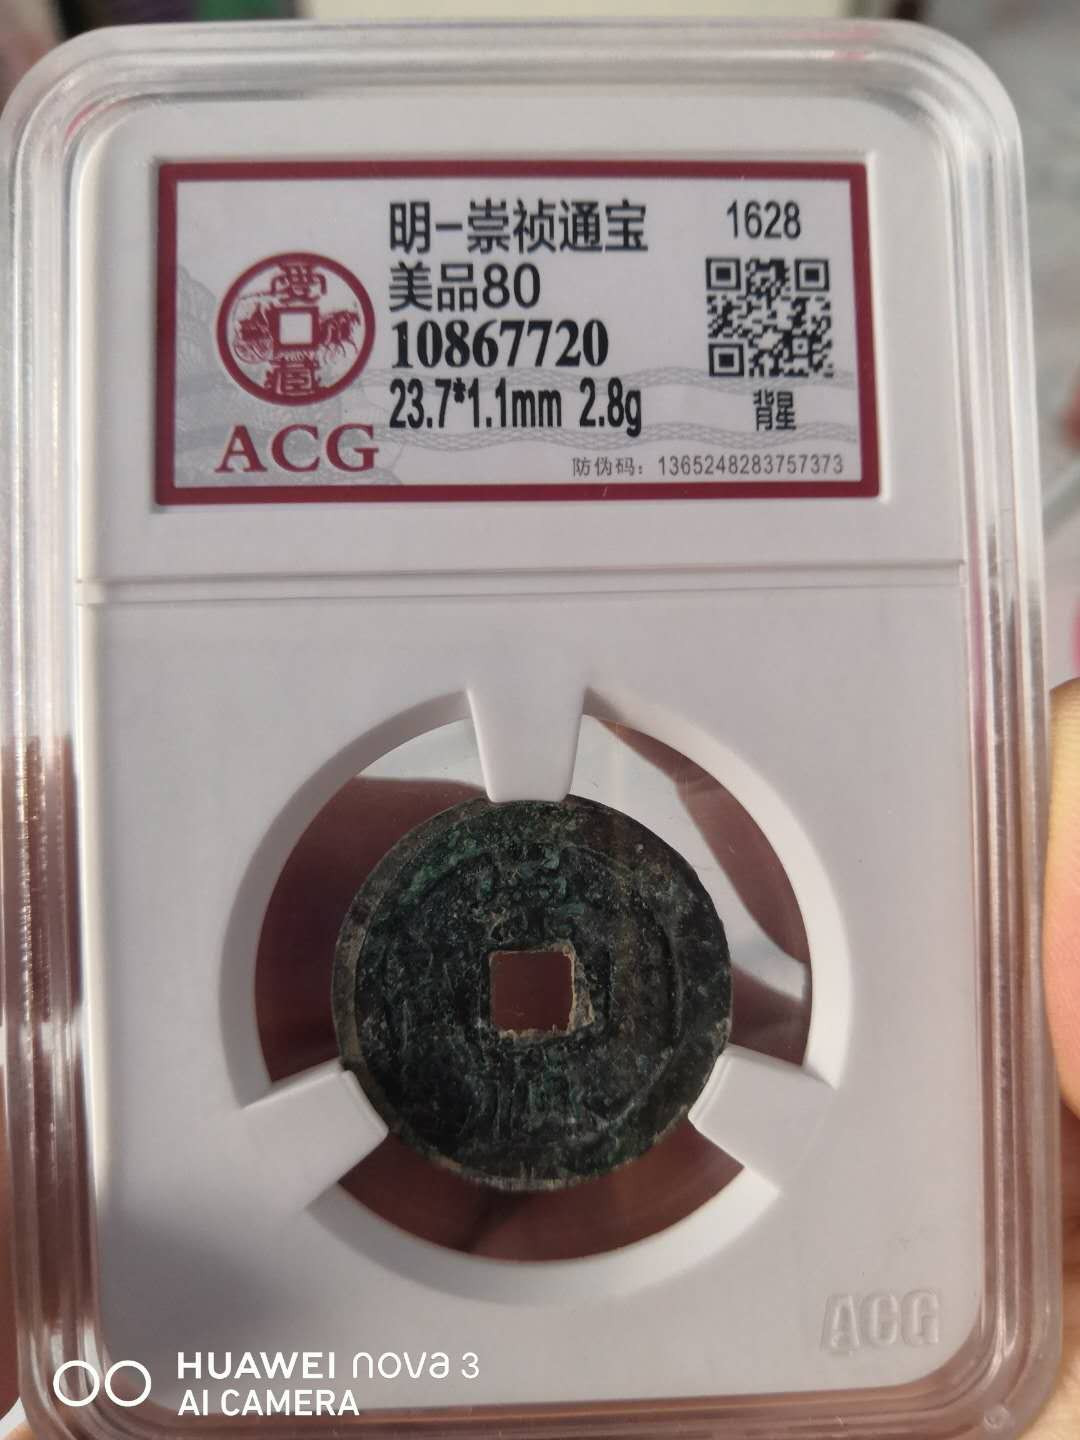 明-崇祯通宝
1628
美品80
10867720
23.7*1.1mm 2.8g
背星
ACG
防伪码：1365248283757373
ACG
HUAWEI nova 3
AI CAMERA